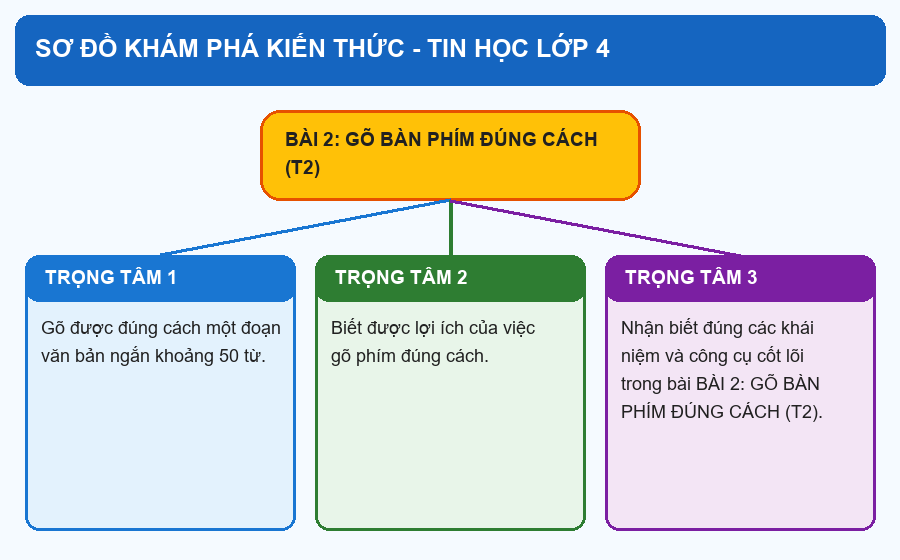 SƠ ĐỒ KHÁM PHÁ KIẾN THỨC - TIN HỌC LỚP 4
BÀI 2: GÕ BÀN PHÍM ĐÚNG CÁCH
(T2)
TRỌNG TÂM 1
Gõ được đúng cách một đoạn
văn bản ngắn khoảng 50 từ.
TRỌNG TÂM 2
Biết được lợi ích của việc
gõ phím đúng cách.
TRỌNG TÂM 3
Nhận biết đúng các khái
niệm và công cụ cốt lõi
trong bài BÀI 2: GÕ BÀN
PHÍM ĐÚNG CÁCH (T2).